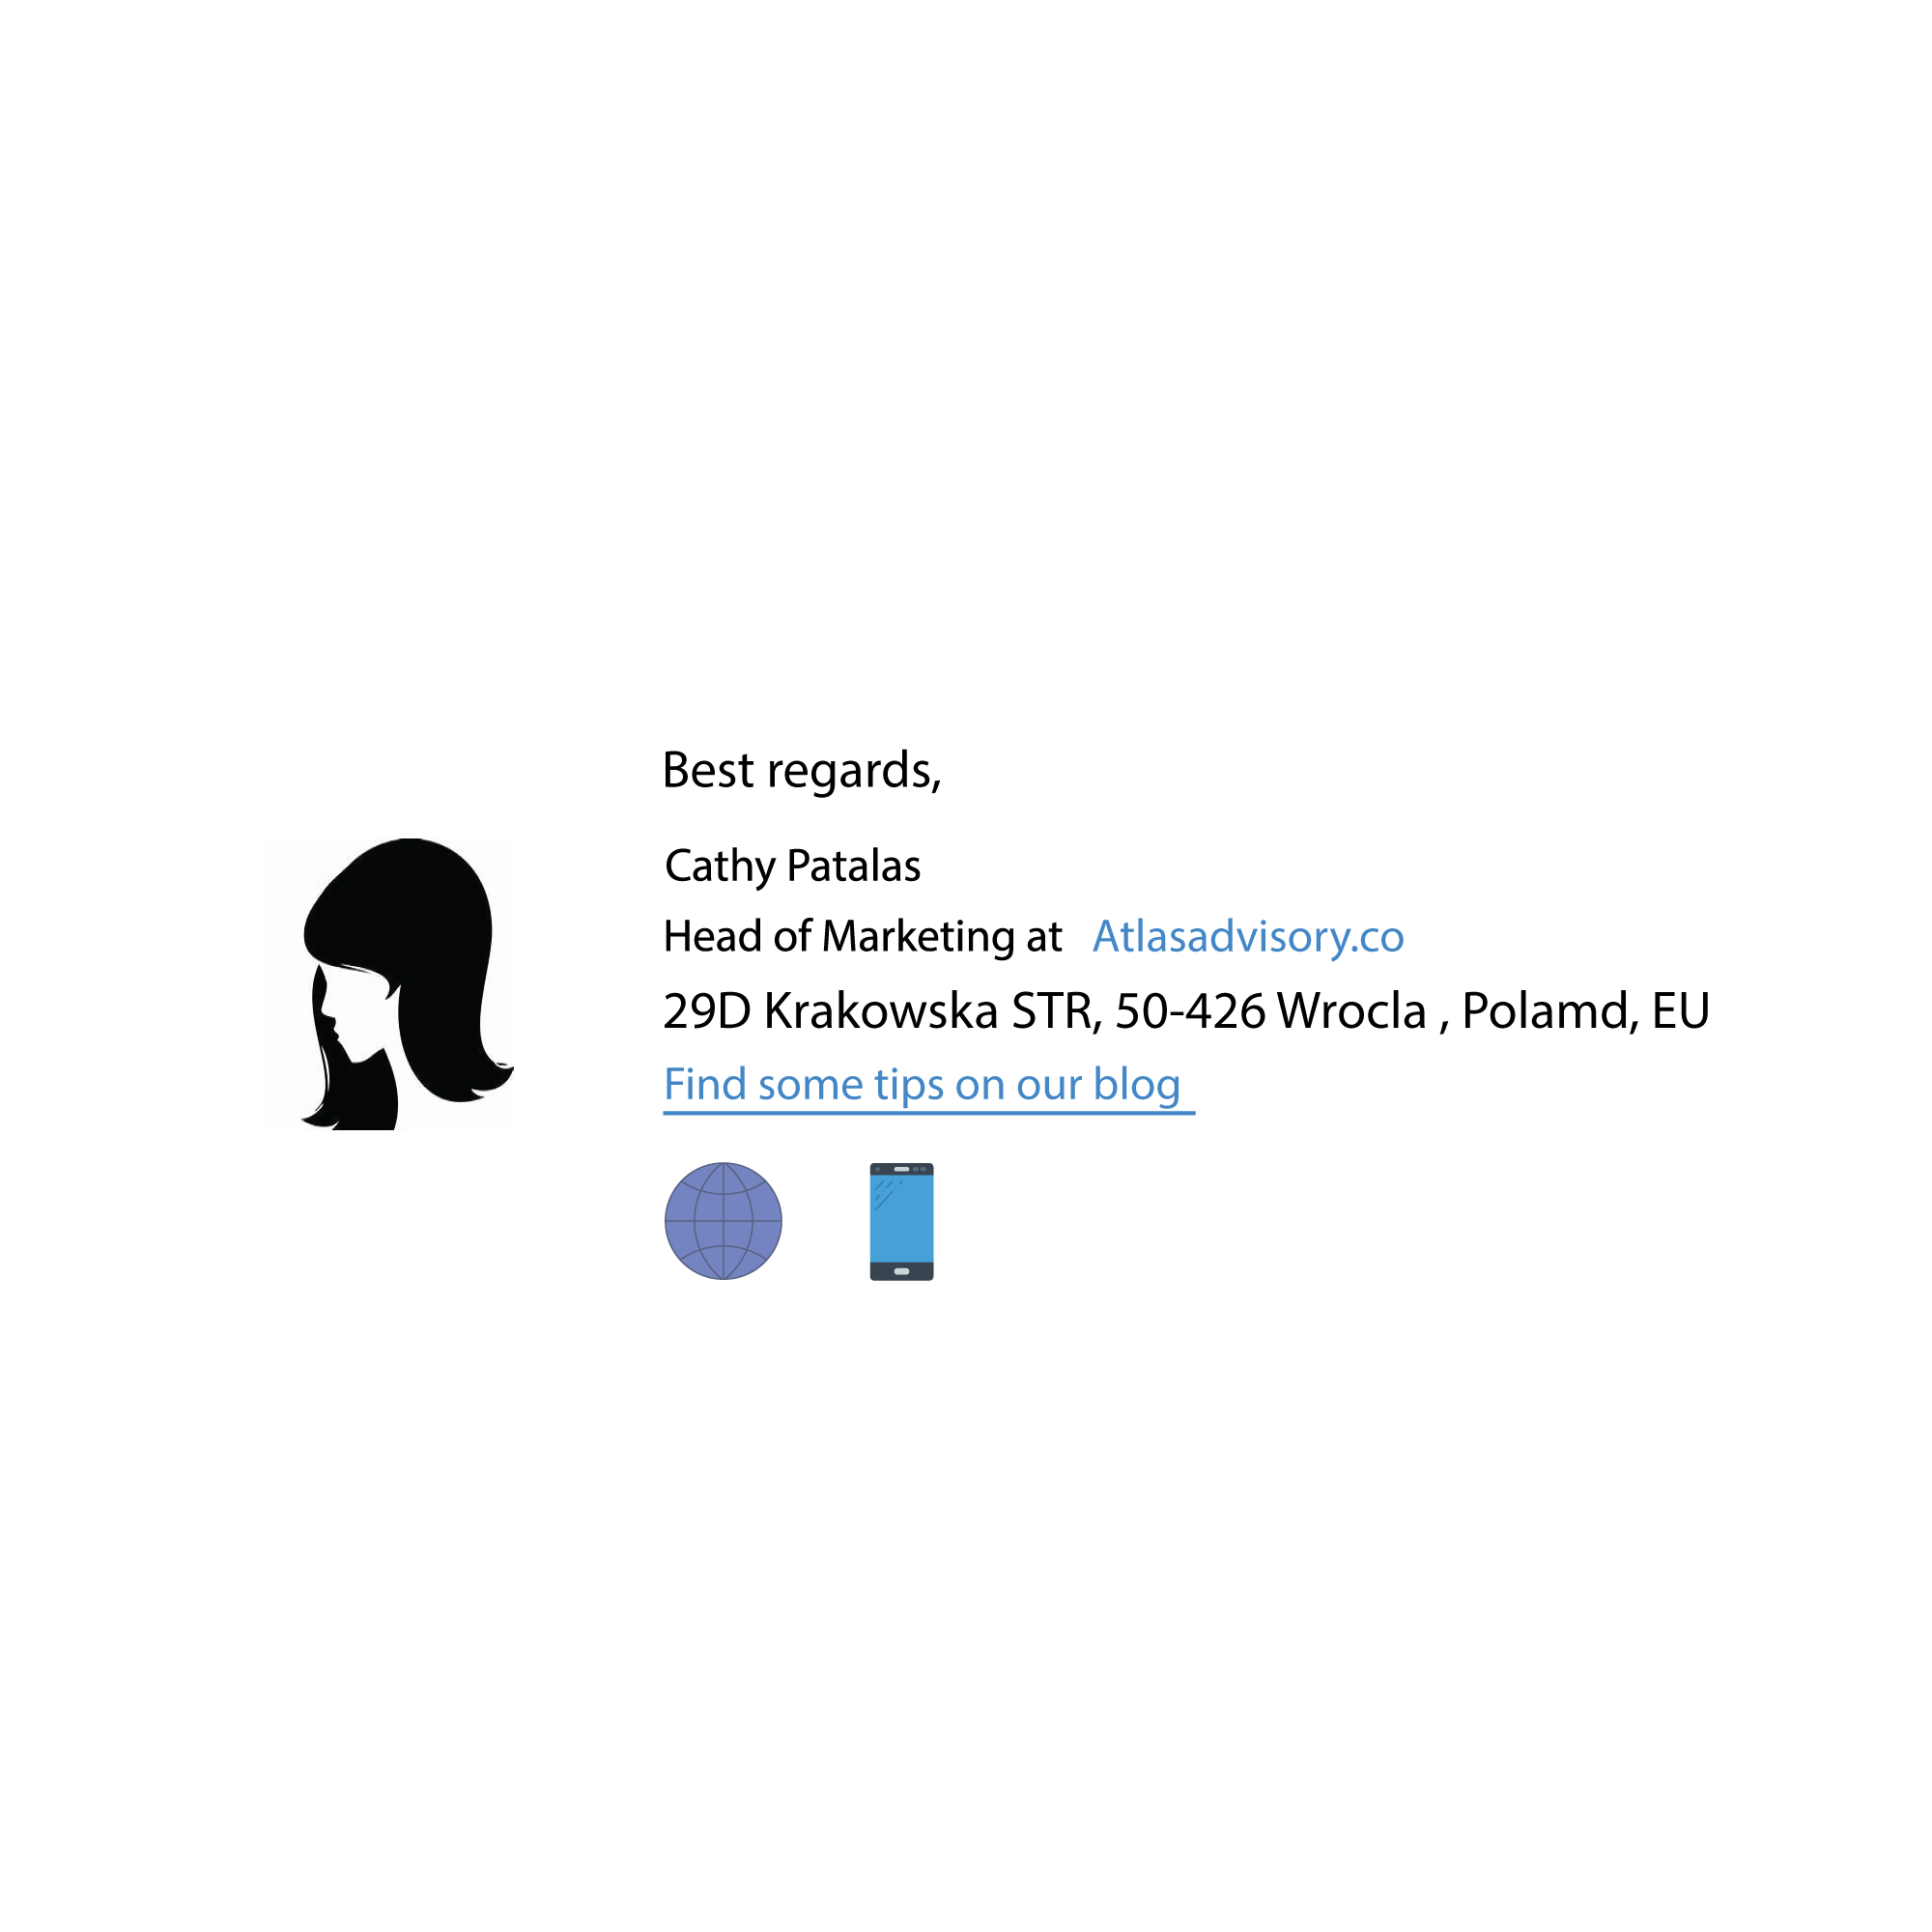 Best regards,
Cathy Patalas
Head of Marketing at Atlasadvisory.co
29D Krakowska STR, 50-426 Wrocla , Polamd, EU
Find some tips on our blog